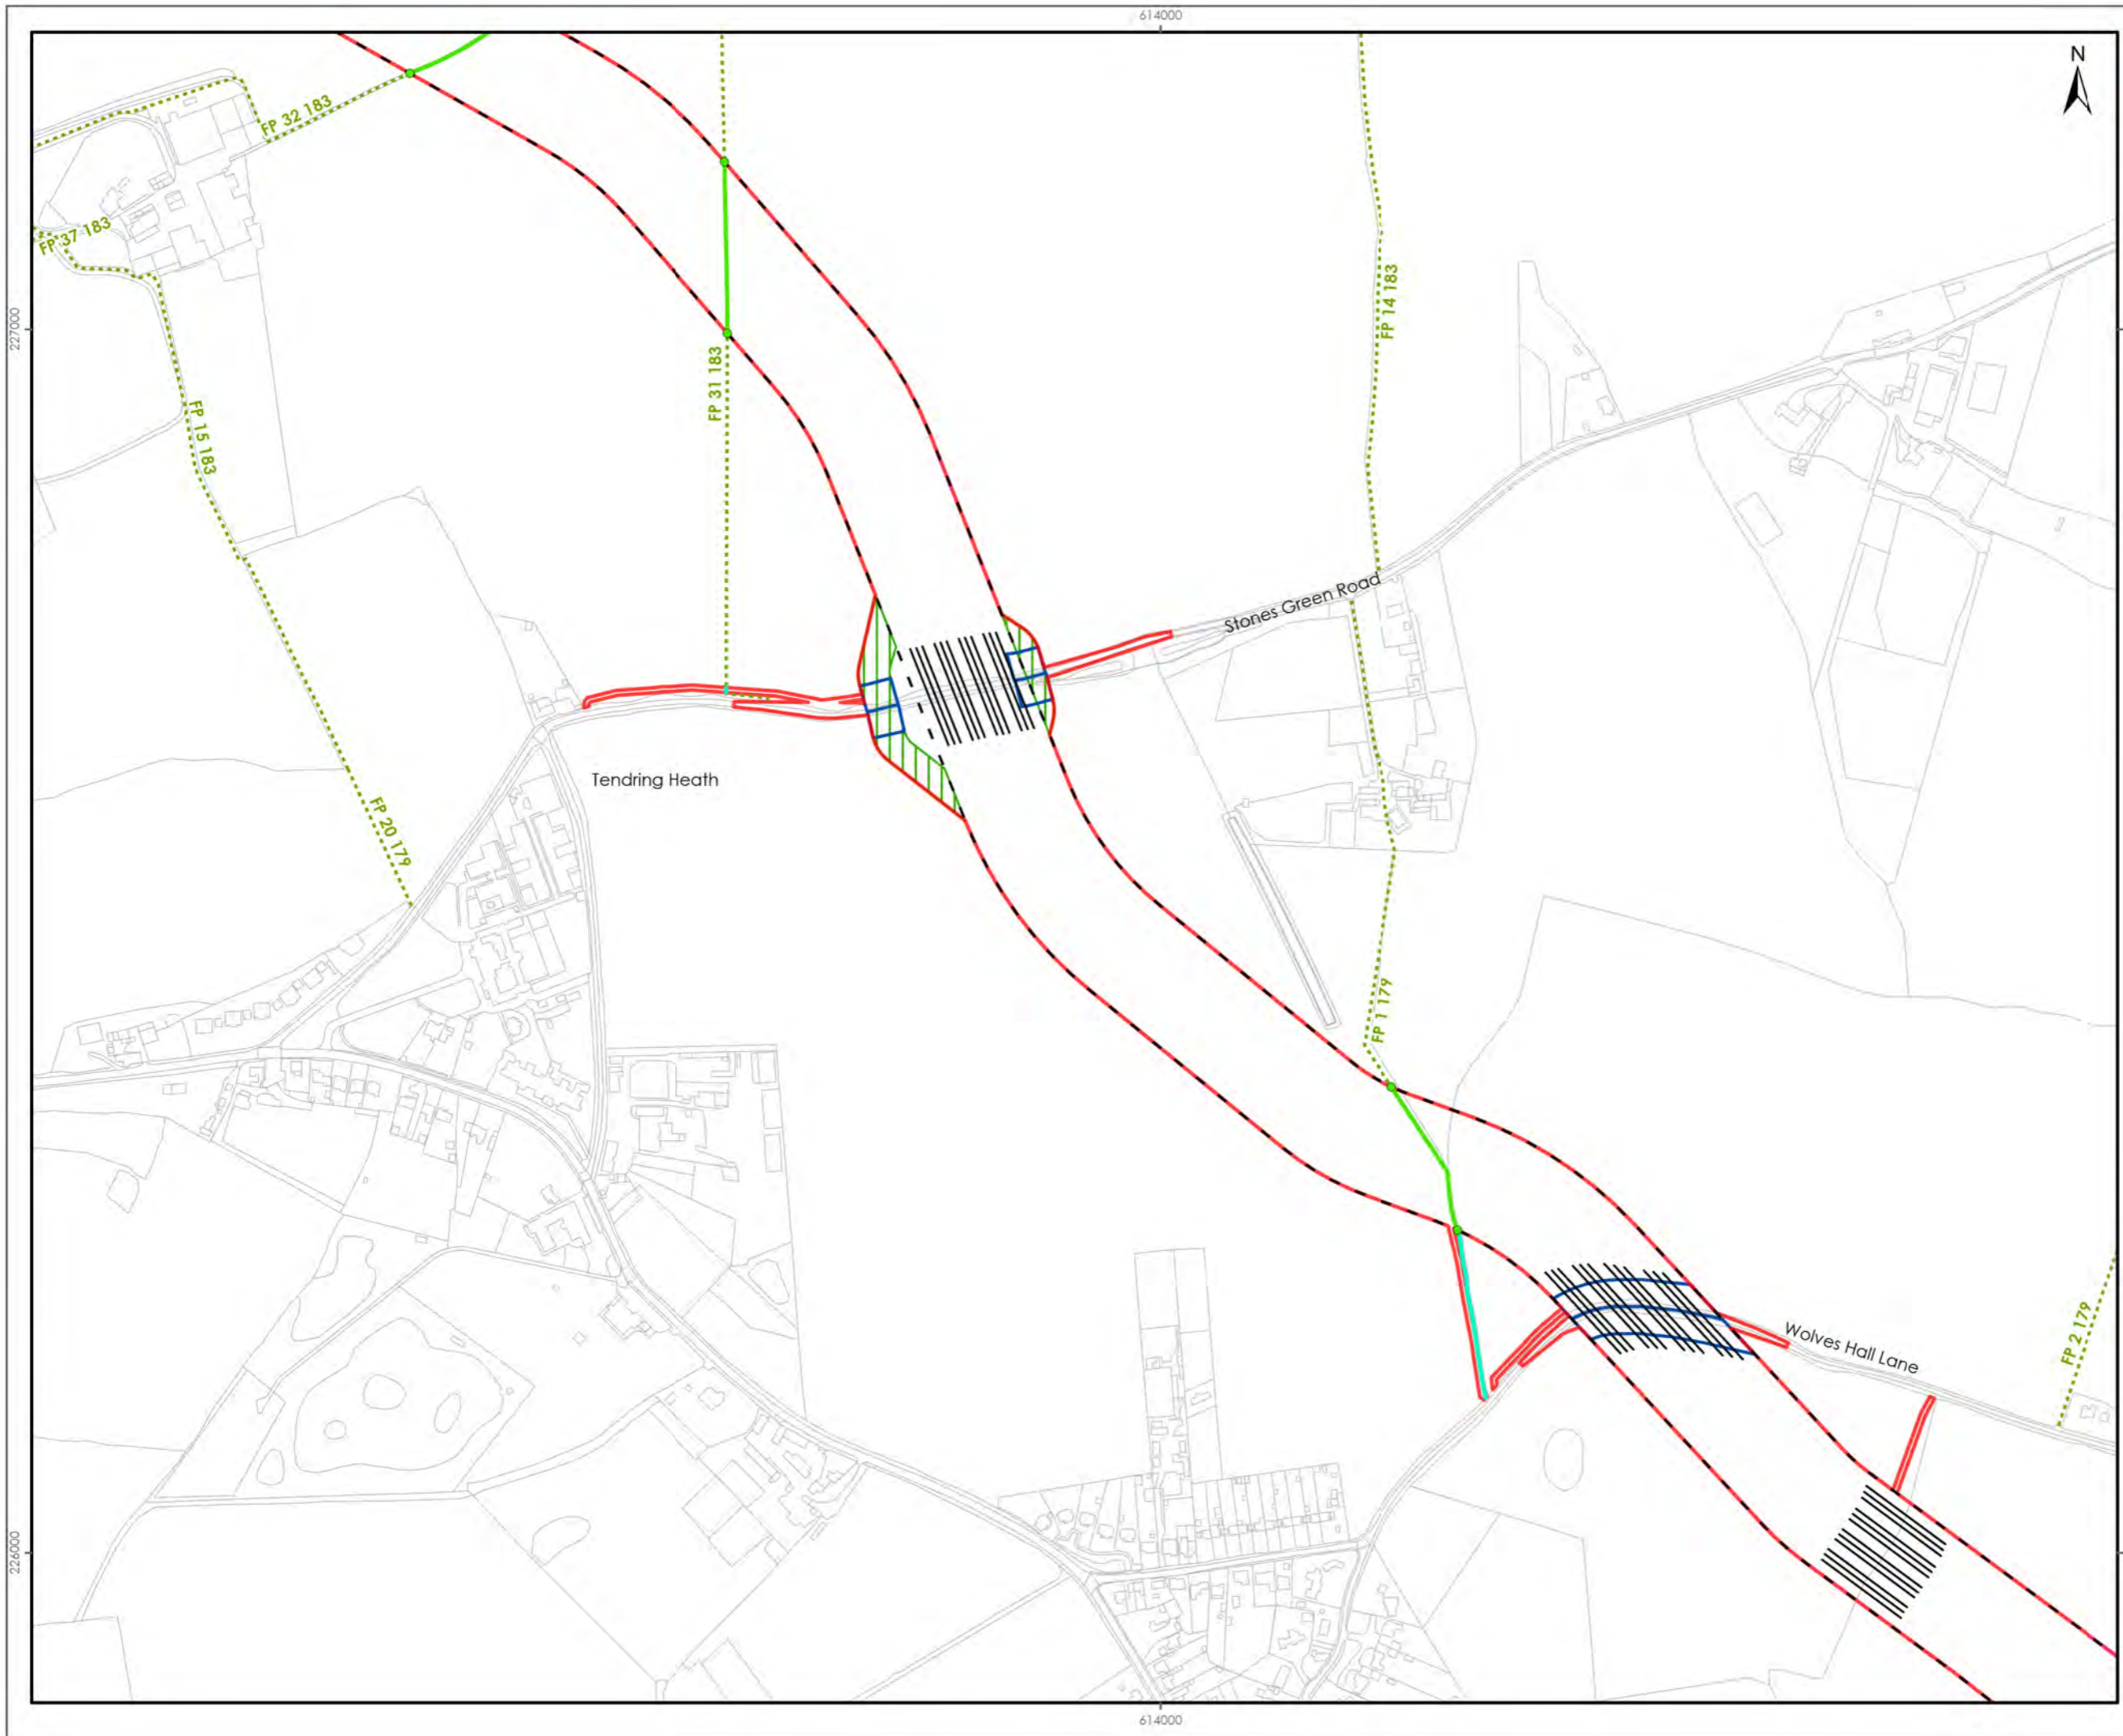 614000
N
FP 32 183
FP 37 183
FP 14 183
227000
FP 31 183
FP 15 183
Stones Green Road
Tendring Heath
FP 20 179
FP 1 179
Wolves Hall Lane
FP 2 179
226000
614000